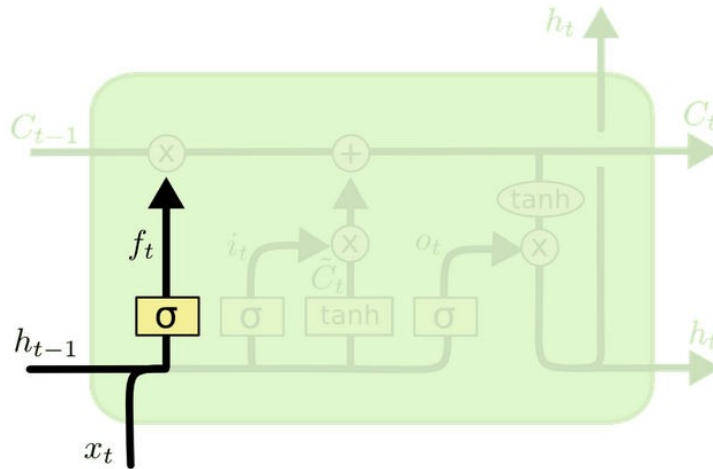 h_t
C_{t-1}
C_t
×
+
tanh
f_t
i_t
×
o_t
×
C̃_t
σ
σ
tanh
σ
h_{t-1}
h_t
x_t